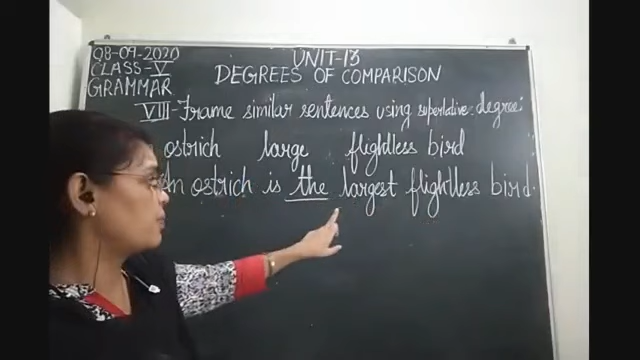 08-09-2020
CLASS-V
GRAMMAR
UNIT-13
DEGREES OF COMPARISON
VIII-Frame similar sentences using superlative degree:
ostrich large flightless bird
An ostrich is the largest flightless bird.